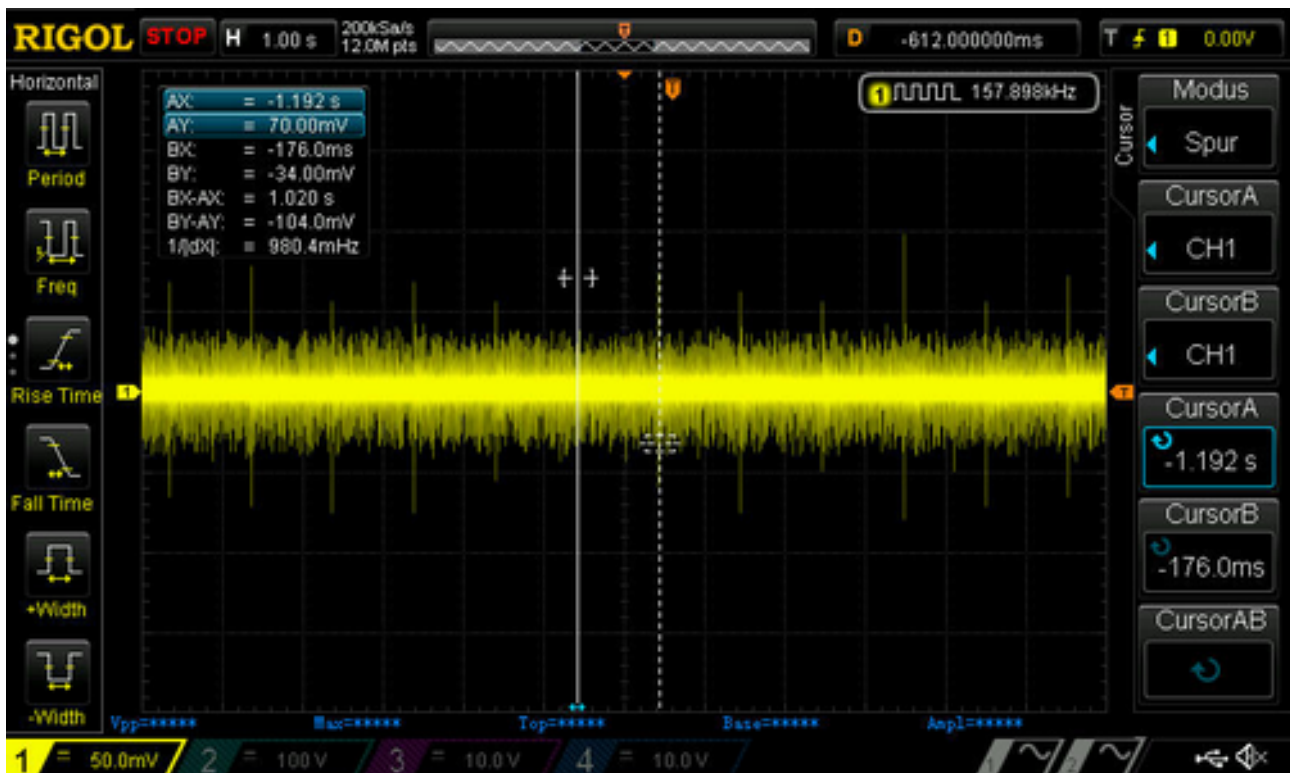 RIGOL STOP H 1.00 s 200kSa/s 12.0M pts D -612.000000ms T 1 0.00V
Horizontal
Period
Freq
Rise Time
Fall Time
+Width
-Width
AX: = -1.192 s
AY: = 70.00mV
BX: = -176.0ms
BY: = -34.00mV
BX-AX: = 1.020 s
BY-AY: = -104.0mV
1/|dX|: = 980.4mHz
1 157.898kHz
Cursor
Modus
Spur
CursorA
CH1
CursorB
CH1
CursorA
-1.192 s
CursorB
-176.0ms
CursorAB
Vpp=***** Max=***** Top=***** Base=***** Ampl=*****
1 = 50.0mV 2 = 100 V 3 = 10.0 V 4 = 10.0 V 1 2